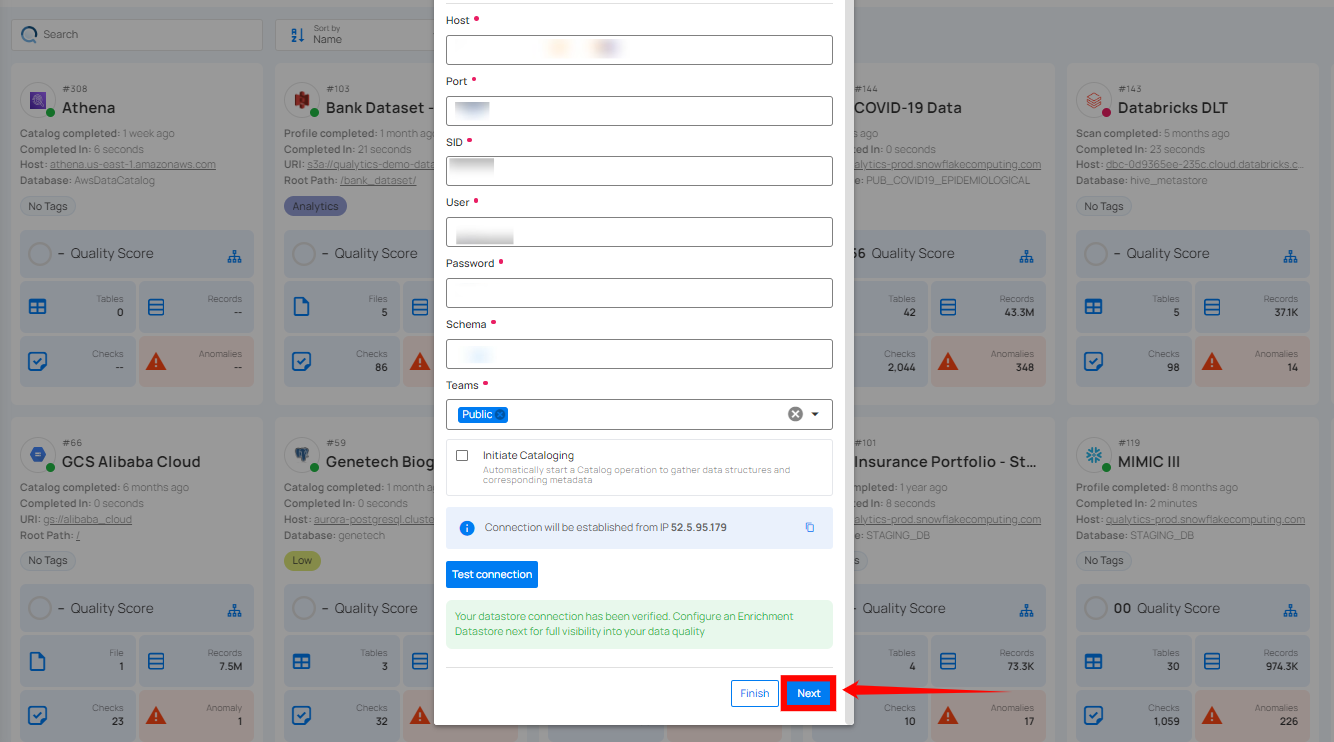 Search
Sort by
Name
#308
Athena
Catalog completed: 1 week ago
Completed In: 6 seconds
Host: athena.us-east-1.amazonaws.com
Database: AwsDataCatalog
No Tags
– Quality Score
Tables
0
Records
--
Checks
--
Anomalies
--
#103
Bank Dataset -
Profile completed: 1 month ago
Completed In: 21 seconds
URI: s3a://qualytics-demo-data
Root Path: /bank_dataset/
Analytics
– Quality Score
Files
5
Checks
86
Host
Port
SID
User
Password
Schema
Teams
Public
Initiate Cataloging
Automatically start a Catalog operation to gather data structures and
corresponding metadata
Connection will be established from IP 52.5.95.179
Test connection
Your datastore connection has been verified. Configure an Enrichment
Datastore next for full visibility into your data quality
Finish
Next
#144
COVID-19 Data
ago
0 seconds
alytics-prod.snowflakecomputing.com
e: PUB_COVID19_EPIDEMIOLOGICAL
66 Quality Score
Tables
42
Records
43.3M
Checks
2,044
Anomalies
348
#143
Databricks DLT
Scan completed: 5 months ago
Completed In: 23 seconds
Host: dbc-0d9365ee-235c.cloud.databricks.c...
Database: hive_metastore
No Tags
– Quality Score
Tables
5
Records
37.1K
Checks
98
Anomalies
14
#66
GCS Alibaba Cloud
Catalog completed: 6 months ago
Completed In: 0 seconds
URI: gs://alibaba_cloud
Root Path: /
No Tags
– Quality Score
File
1
Records
7.5M
Checks
23
Anomaly
1
#59
Genetech Biog
Catalog completed: 1 month ago
Completed In: 0 seconds
Host: aurora-postgresql.cluste
Database: genetech
Low
– Quality Score
Tables
3
Checks
32
#101
Insurance Portfolio - St...
completed: 1 year ago
In: 8 seconds
alytics-prod.snowflakecomputing.com
e: STAGING_DB
s
Quality Score
Tables
4
Records
73.3K
Checks
10
Anomalies
17
#119
MIMIC III
Profile completed: 8 months ago
Completed In: 2 minutes
Host: qualytics-prod.snowflakecomputing.com
Database: STAGING_DB
No Tags
00 Quality Score
Tables
30
Records
974.3K
Checks
1,059
Anomalies
226